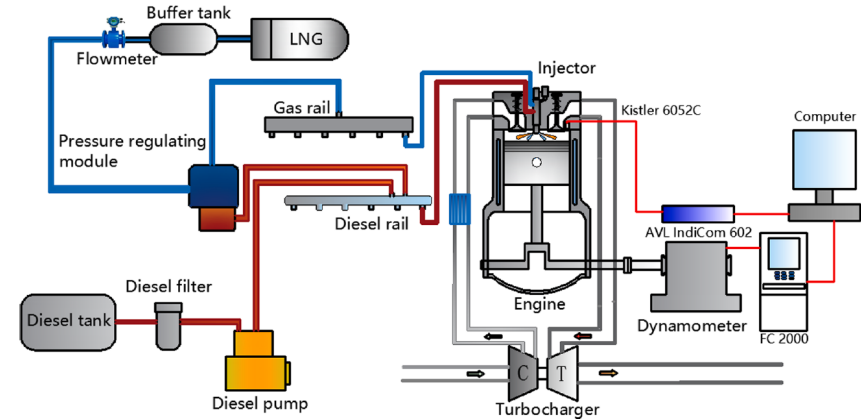 Buffer tank
LNG
Flowmeter
Injector
Gas rail
Kistler 6052C
Computer
Pressure regulating
module
Diesel rail
AVL IndiCom 602
Diesel filter
Diesel tank
Engine
Dynamometer
FC 2000
C
T
Diesel pump
Turbocharger